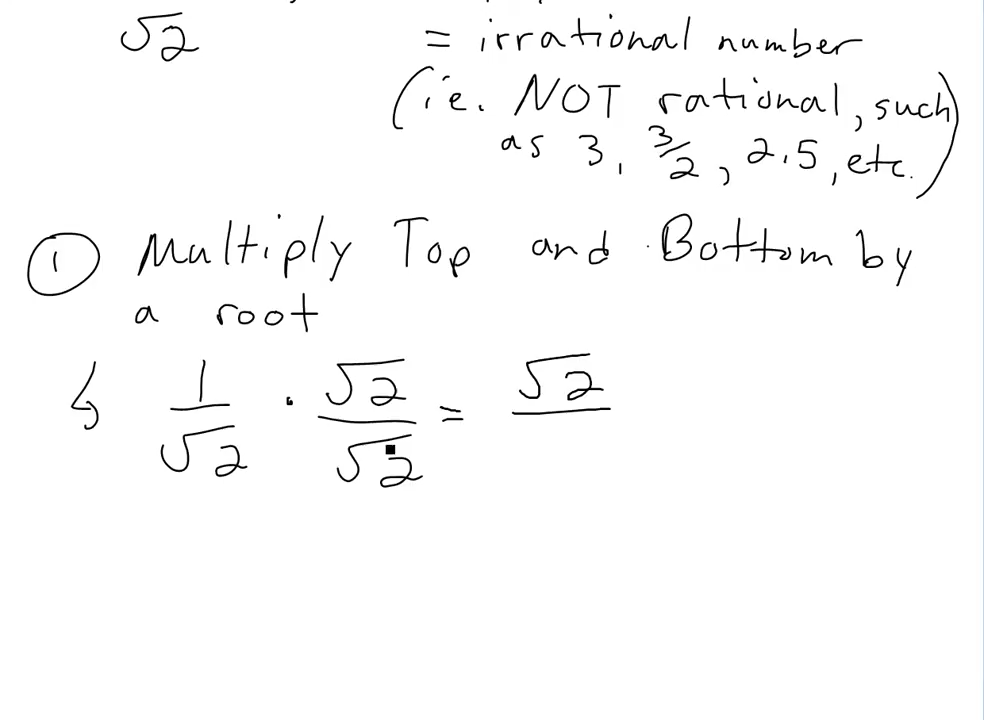 √2 = irrational number
(i.e. NOT rational, such
as 3, 3/2, 2.5, etc.)
① Multiply Top and Bottom by
a root
↳ 1/√2 · √2/√2 = √2/